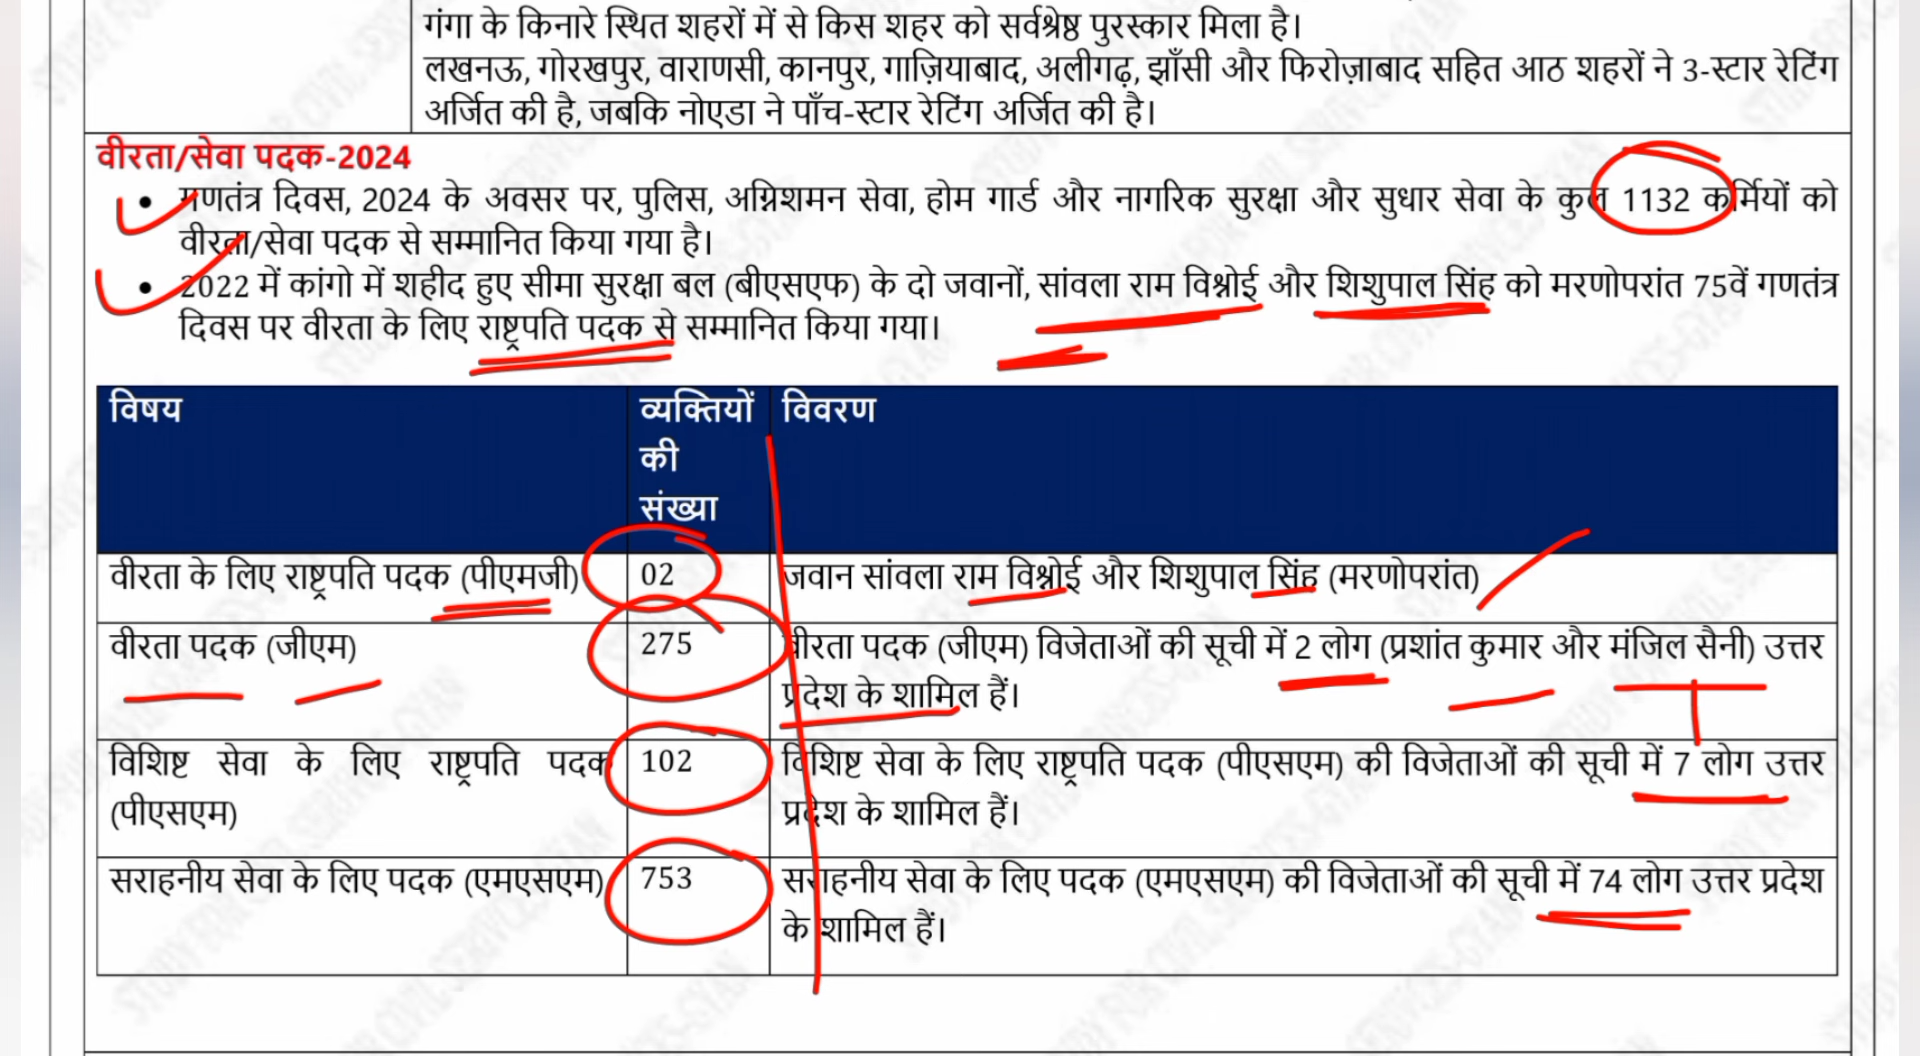 गंगा के किनारे स्थित शहरों में से किस शहर को सर्वश्रेष्ठ पुरस्कार मिला है।
लखनऊ, गोरखपुर, वाराणसी, कानपुर, गाज़ियाबाद, अलीगढ़, झाँसी और फिरोज़ाबाद सहित आठ शहरों ने 3-स्टार रेटिंग
अर्जित की है, जबकि नोएडा ने पाँच-स्टार रेटिंग अर्जित की है।
वीरता/सेवा पदक-2024
• गणतंत्र दिवस, 2024 के अवसर पर, पुलिस, अग्निशमन सेवा, होम गार्ड और नागरिक सुरक्षा और सुधार सेवा के कुल 1132 कर्मियों को
वीरता/सेवा पदक से सम्मानित किया गया है।
• 2022 में कांगो में शहीद हुए सीमा सुरक्षा बल (बीएसएफ) के दो जवानों, सांवला राम विश्नोई और शिशुपाल सिंह को मरणोपरांत 75वें गणतंत्र
दिवस पर वीरता के लिए राष्ट्रपति पदक से सम्मानित किया गया।
विषय
व्यक्तियों
की
संख्या
विवरण
वीरता के लिए राष्ट्रपति पदक (पीएमजी)
02
जवान सांवला राम विश्नोई और शिशुपाल सिंह (मरणोपरांत)
वीरता पदक (जीएम)
275
वीरता पदक (जीएम) विजेताओं की सूची में 2 लोग (प्रशांत कुमार और मंजिल सैनी) उत्तर
प्रदेश के शामिल हैं।
विशिष्ट सेवा के लिए राष्ट्रपति पदक
(पीएसएम)
102
विशिष्ट सेवा के लिए राष्ट्रपति पदक (पीएसएम) की विजेताओं की सूची में 7 लोग उत्तर
प्रदेश के शामिल हैं।
सराहनीय सेवा के लिए पदक (एमएसएम)
753
सराहनीय सेवा के लिए पदक (एमएसएम) की विजेताओं की सूची में 74 लोग उत्तर प्रदेश
के शामिल हैं।